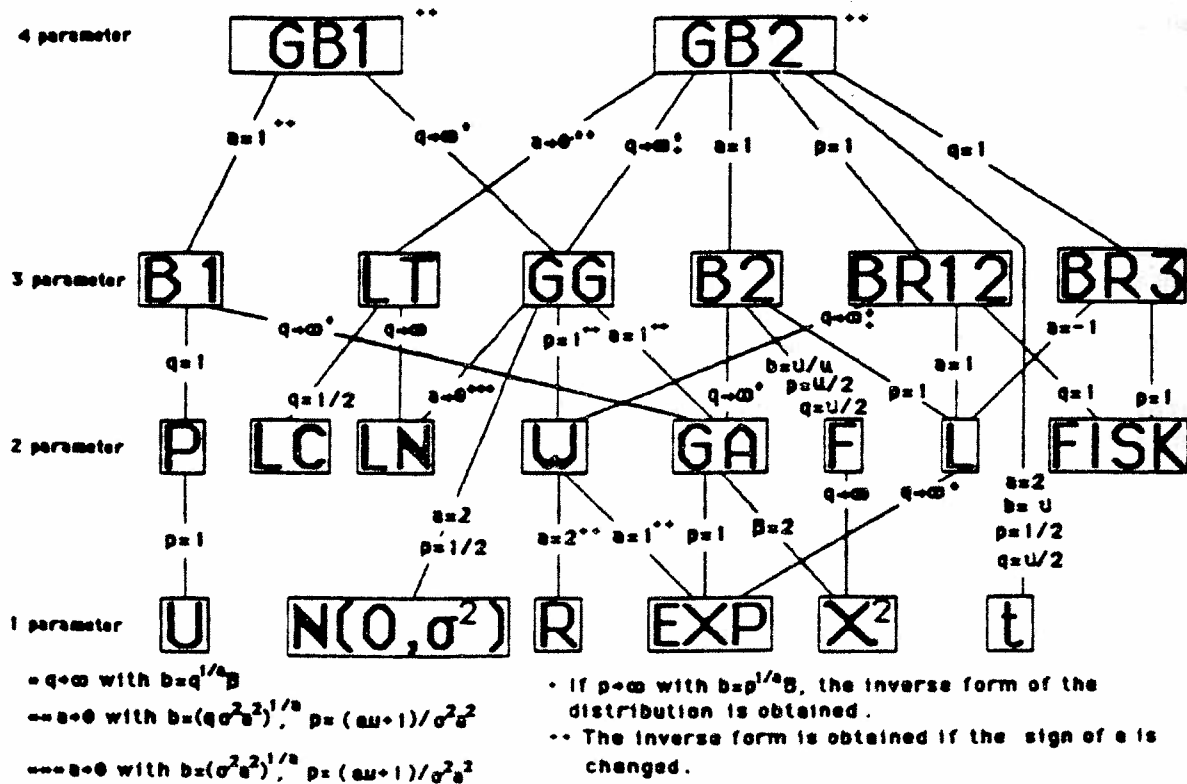 4 parameter
GB1 **
GB2 **
a=1 **
q→∞*
a→0***
q→∞
a=1
p=1
q=1
3 parameter
B1
LT
GG
B2
BR12
BR3
q→∞*
q→∞
p=1**
a=1**
q→∞
a=-1
q=1
q=1/2
a→0***
q→∞*
p=1
a=1
q=1
p=1
p=u/2
q=u/2
2 parameter
P
LC
LN
W
GA
F
L
FISK
p=1
a=2
p=1/2
a=2**
a=1**
p=1
β=2
q→∞
q→∞*
a=2
b=u
p=1/2
q=u/2
1 parameter
U
N(0,σ²)
R
EXP
X²
t
* q→∞ with b=q^1/a β
** a→0 with b=(qσ²a²)^1/a, p=(au+1)/σ²a²
*** a→0 with b=(σ²a²)^1/a, p=(au+1)/σ²a²
+ If p→∞ with b=p^1/a β, the inverse form of the
distribution is obtained.
++ The inverse form is obtained if the sign of a is
changed.